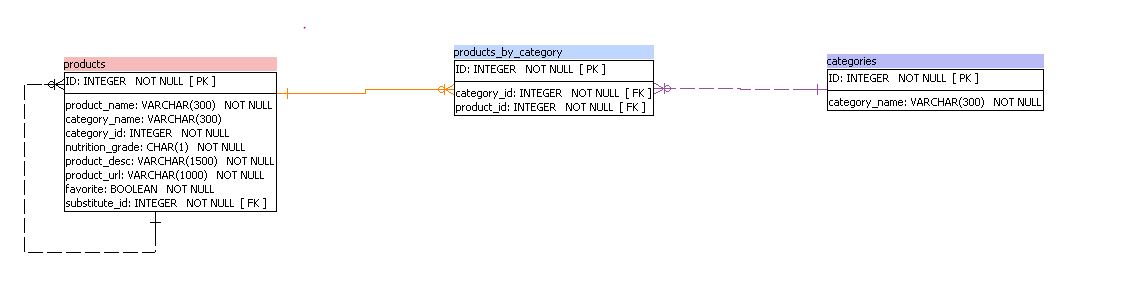 products
ID: INTEGER NOT NULL [ PK ]
product_name: VARCHAR(300) NOT NULL
category_name: VARCHAR(300)
category_id: INTEGER NOT NULL
nutrition_grade: CHAR(1) NOT NULL
product_desc: VARCHAR(1500) NOT NULL
product_url: VARCHAR(1000) NOT NULL
favorite: BOOLEAN NOT NULL
substitute_id: INTEGER NOT NULL [ FK ]
products_by_category
ID: INTEGER NOT NULL [ PK ]
category_id: INTEGER NOT NULL [ FK ]
product_id: INTEGER NOT NULL [ FK ]
categories
ID: INTEGER NOT NULL [ PK ]
category_name: VARCHAR(300) NOT NULL